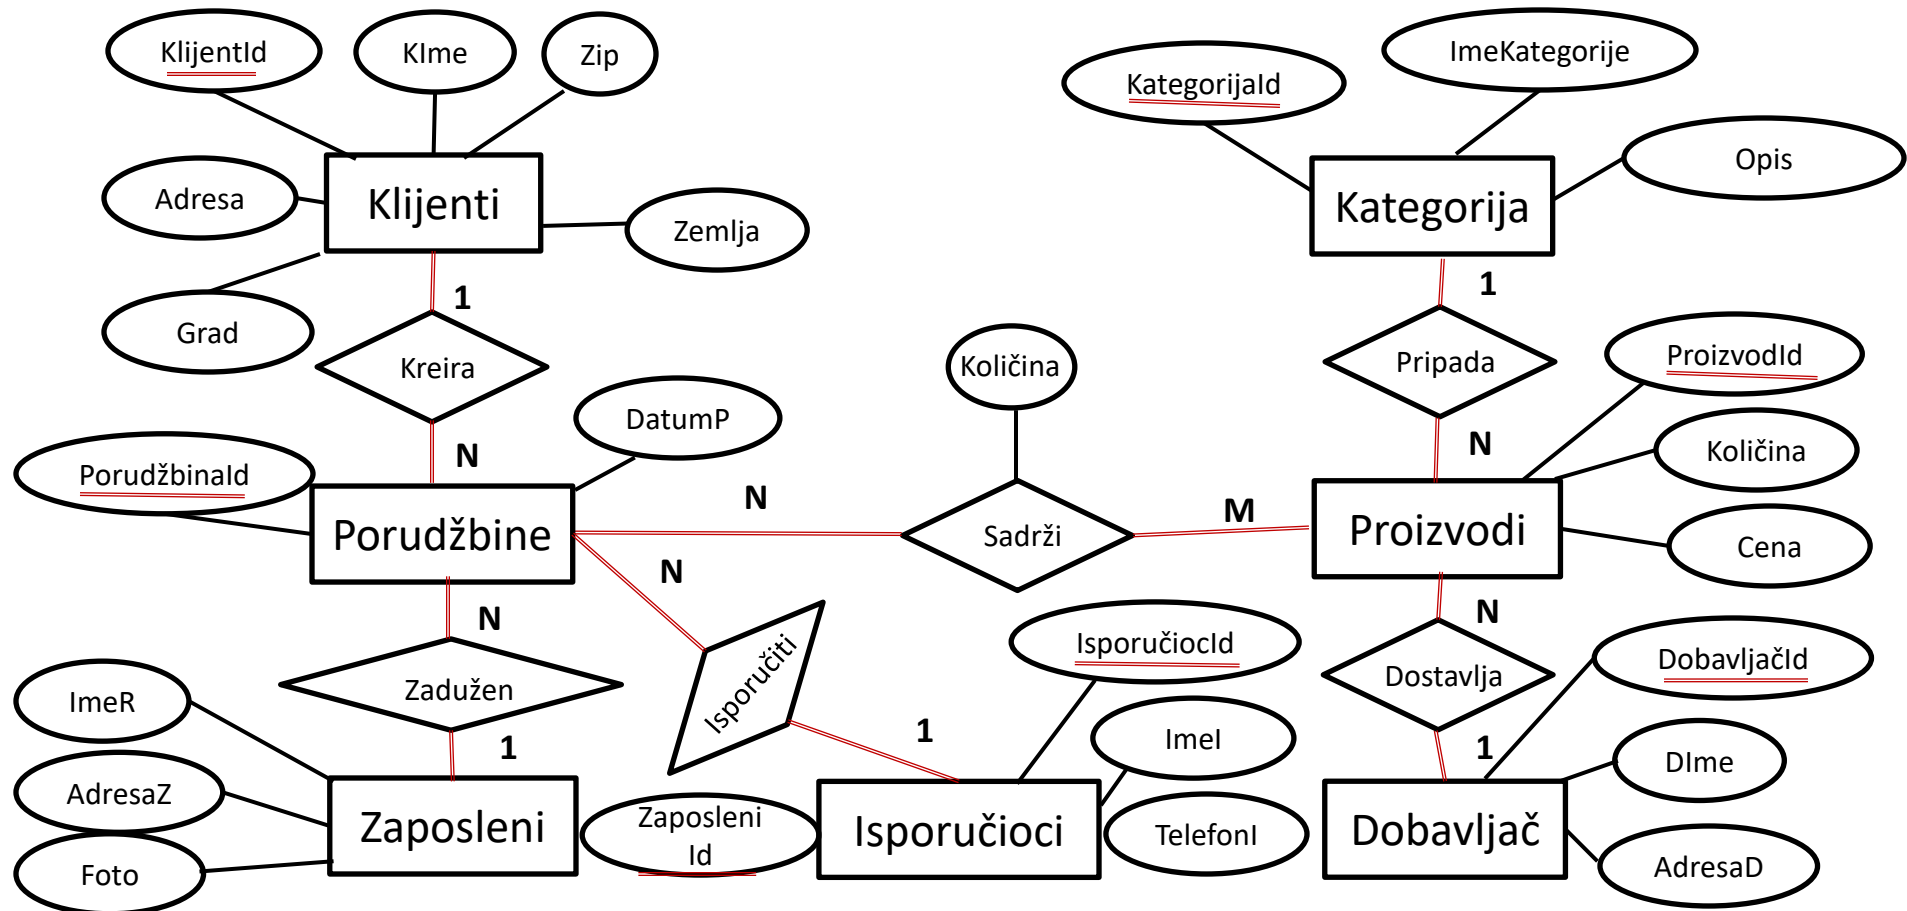 KlijentId
KIme
Zip
ImeKategorije
KategorijaId
Opis
Adresa
Klijenti
Kategorija
Zemlja
1
1
Grad
Kreira
Količina
Pripada
ProizvodId
DatumP
Količina
N
N
PorudžbinaId
N
M
Porudžbine
Sadrži
Proizvodi
Cena
N
N
N
Isporučiti
IsporučiocId
DobavljačId
Zadužen
Dostavlja
ImeR
1
1
1
ImeI
DIme
AdresaZ
Zaposleni
Zaposleni
Id
Isporučioci
TelefonI
Dobavljač
Foto
AdresaD